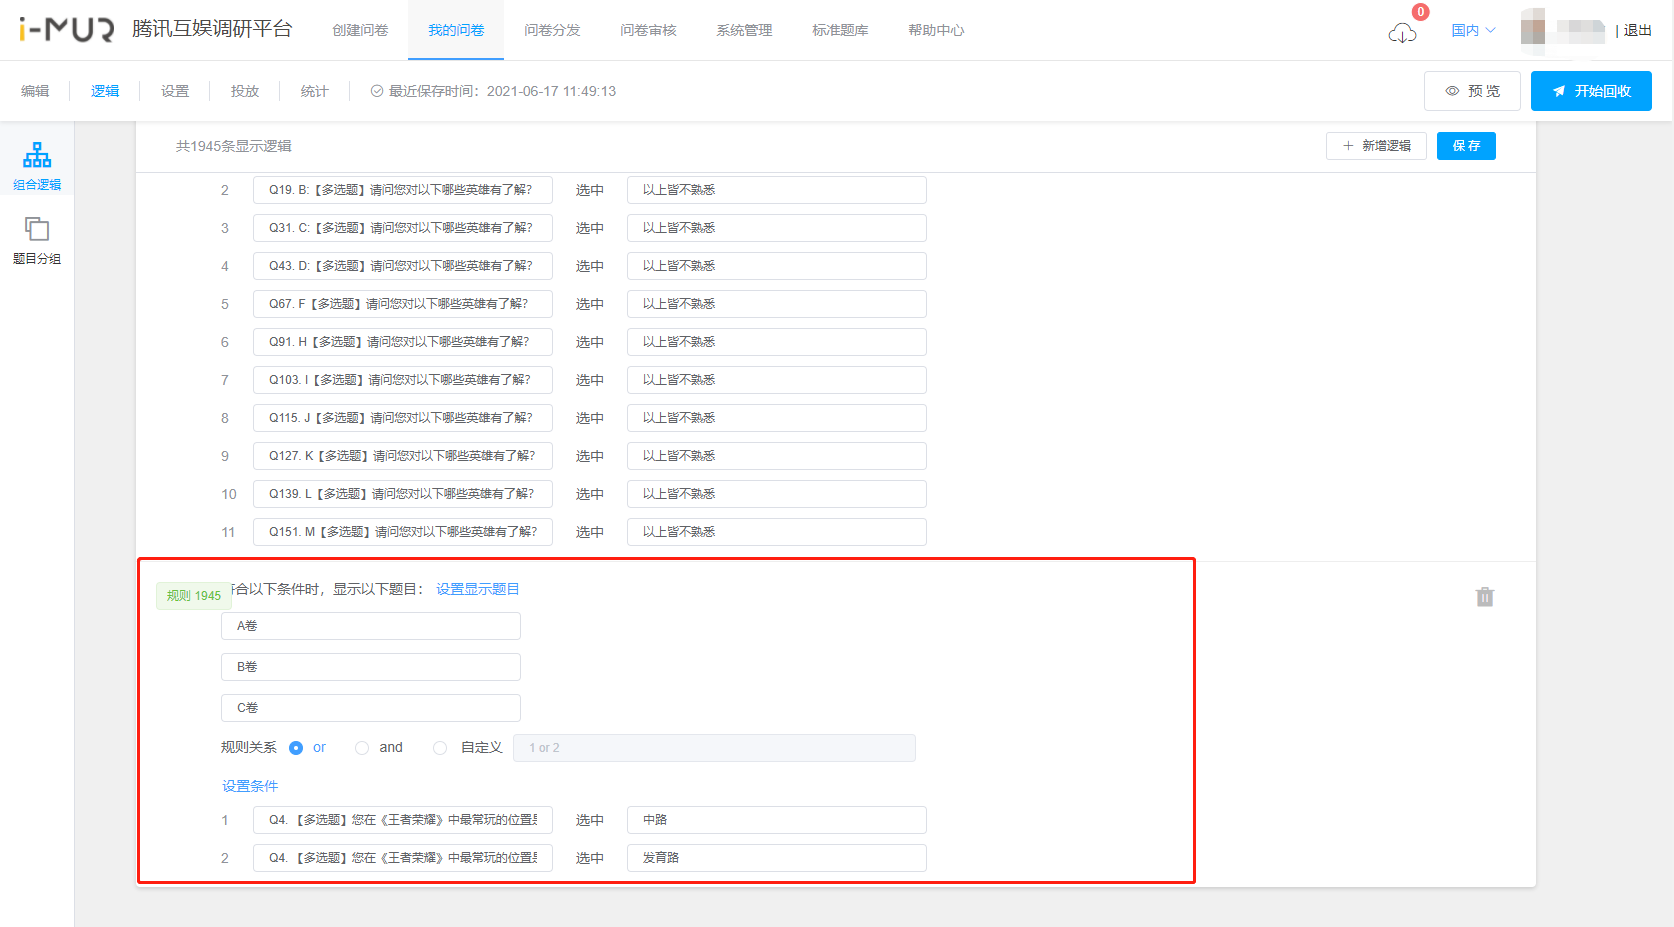 i-MUR 腾讯互娱调研平台 创建问卷 我的问卷 问卷分发 问卷审核 系统管理 标准题库 帮助中心 0 国内 | 退出
编辑 逻辑 设置 投放 统计 最近保存时间：2021-06-17 11:49:13 预 览 开始回收
组合逻辑
题目分组
共1945条显示逻辑 新增逻辑 保 存
2 Q19. B:【多选题】请问您对以下哪些英雄有了解? 选中 以上皆不熟悉
3 Q31. C:【多选题】请问您对以下哪些英雄有了解? 选中 以上皆不熟悉
4 Q43. D:【多选题】请问您对以下哪些英雄有了解? 选中 以上皆不熟悉
5 Q67. F【多选题】请问您对以下哪些英雄有了解? 选中 以上皆不熟悉
6 Q91. H【多选题】请问您对以下哪些英雄有了解? 选中 以上皆不熟悉
7 Q103. I【多选题】请问您对以下哪些英雄有了解? 选中 以上皆不熟悉
8 Q115. J【多选题】请问您对以下哪些英雄有了解? 选中 以上皆不熟悉
9 Q127. K【多选题】请问您对以下哪些英雄有了解? 选中 以上皆不熟悉
10 Q139. L【多选题】请问您对以下哪些英雄有了解? 选中 以上皆不熟悉
11 Q151. M【多选题】请问您对以下哪些英雄有了解? 选中 以上皆不熟悉
合以下条件时，显示以下题目： 设置显示题目
规则 1945
A卷
B卷
C卷
规则关系 or and 自定义 1 or 2
设置条件
1 Q4. 【多选题】您在《王者荣耀》中最常玩的位置 选中 中路
2 Q4. 【多选题】您在《王者荣耀》中最常玩的位置 选中 发育路